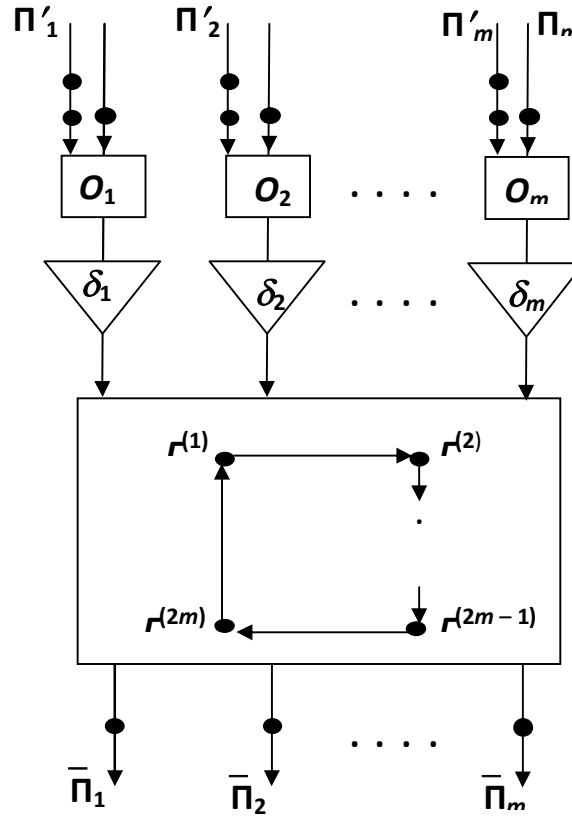 Π′₁ Π′₂ Π′ₘ Πₙ
O₁ O₂ . . . . Oₘ
δ₁ δ₂ . . . . δₘ
r⁽¹⁾ r⁽²⁾
.
r⁽²ᵐ⁾ r⁽²ᵐ⁻¹⁾
. . . .
Π̅₁ Π̅₂ Π̅ₘ